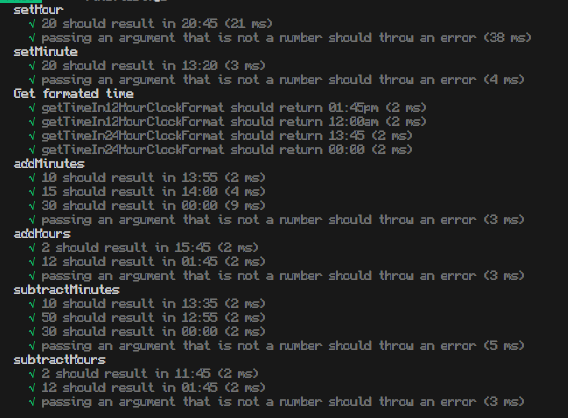 setHour
√ 20 should result in 20:45 (21 ms)
√ passing an argument that is not a number should throw an error (38 ms)
setMinute
√ 20 should result in 13:20 (3 ms)
√ passing an argument that is not a number should throw an error (4 ms)
Get formated time
√ getTimeIn12HourClockFormat should return 01:45pm (2 ms)
√ getTimeIn12HourClockFormat should return 12:00am (2 ms)
√ getTimeIn24HourClockFormat should return 13:45 (2 ms)
√ getTimeIn24HourClockFormat should return 00:00 (2 ms)
addMinutes
√ 10 should result in 13:55 (2 ms)
√ 15 should result in 14:00 (4 ms)
√ 30 should result in 00:00 (9 ms)
√ passing an argument that is not a number should throw an error (3 ms)
addHours
√ 2 should result in 15:45 (2 ms)
√ 12 should result in 01:45 (2 ms)
√ passing an argument that is not a number should throw an error (3 ms)
subtractMinutes
√ 10 should result in 13:35 (2 ms)
√ 50 should result in 12:55 (2 ms)
√ 30 should result in 00:00 (2 ms)
√ passing an argument that is not a number should throw an error (5 ms)
subtractHours
√ 2 should result in 11:45 (2 ms)
√ 12 should result in 01:45 (2 ms)
√ passing an argument that is not a number should throw an error (3 ms)